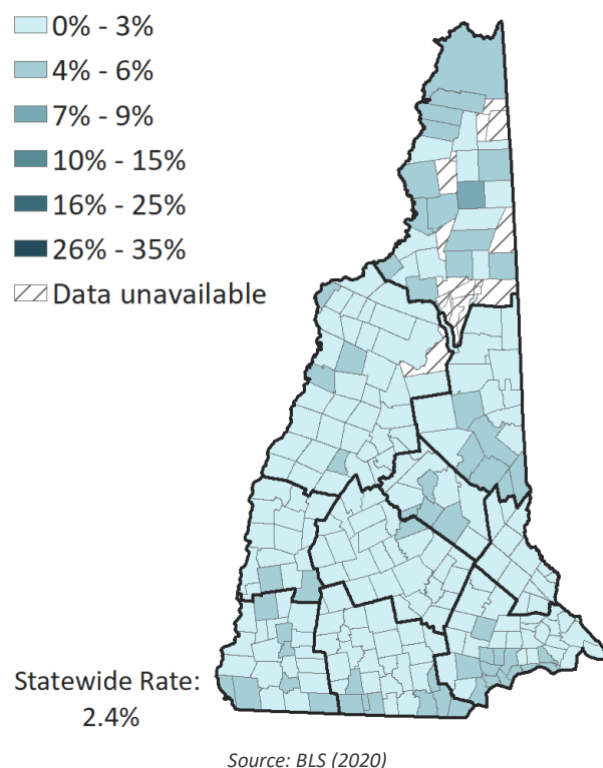 0% - 3%
4% - 6%
7% - 9%
10% - 15%
16% - 25%
26% - 35%
Data unavailable
Statewide Rate:
2.4%
Source: BLS (2020)